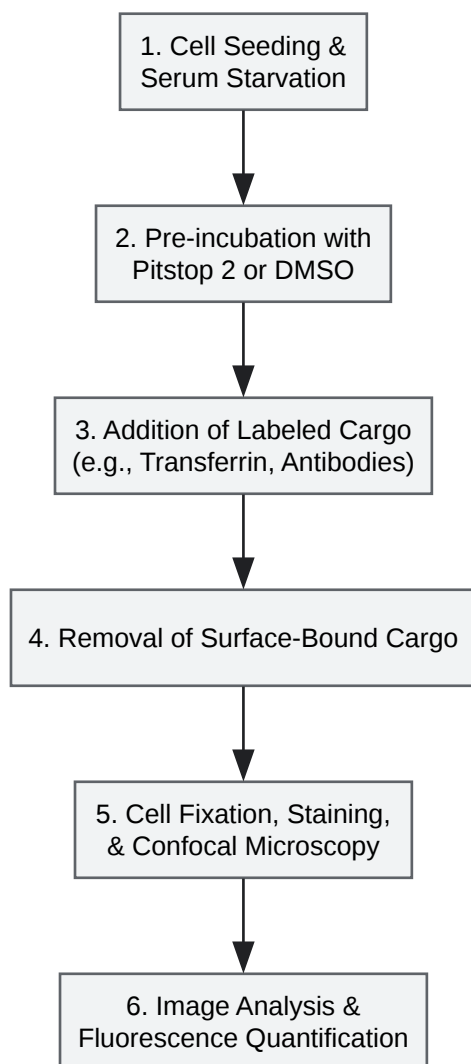 1. Cell Seeding &
Serum Starvation
2. Pre-incubation with
Pitstop 2 or DMSO
3. Addition of Labeled Cargo
(e.g., Transferrin, Antibodies)
4. Removal of Surface-Bound Cargo
5. Cell Fixation, Staining,
& Confocal Microscopy
6. Image Analysis &
Fluorescence Quantification